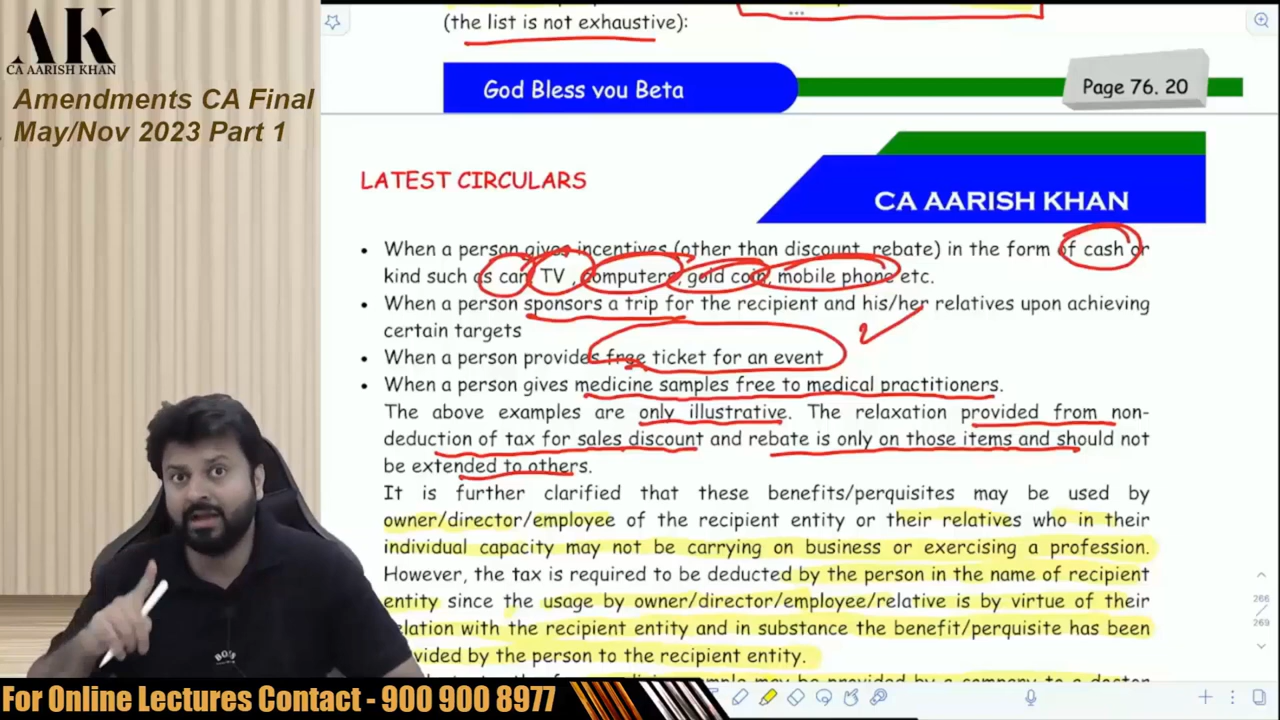 AK
CA AARISH KHAN
Amendments CA Final
May/Nov 2023 Part 1
(the list is not exhaustive):
God Bless you Beta
Page 76. 20
LATEST CIRCULARS
CA AARISH KHAN
• When a person gives incentives (other than discount, rebate) in the form of cash or
kind such as car, TV, computers, gold coin, mobile phone etc.
• When a person sponsors a trip for the recipient and his/her relatives upon achieving
certain targets
• When a person provides free ticket for an event
• When a person gives medicine samples free to medical practitioners.
The above examples are only illustrative. The relaxation provided from non-
deduction of tax for sales discount and rebate is only on those items and should not
be extended to others.
It is further clarified that these benefits/perquisites may be used by
owner/director/employee of the recipient entity or their relatives who in their
individual capacity may not be carrying on business or exercising a profession.
However, the tax is required to be deducted by the person in the name of recipient
entity since the usage by owner/director/employee/relative is by virtue of their
relation with the recipient entity and in substance the benefit/perquisite has been
provided by the person to the recipient entity.
266
269
BOSS
For Online Lectures Contact - 900 900 8977